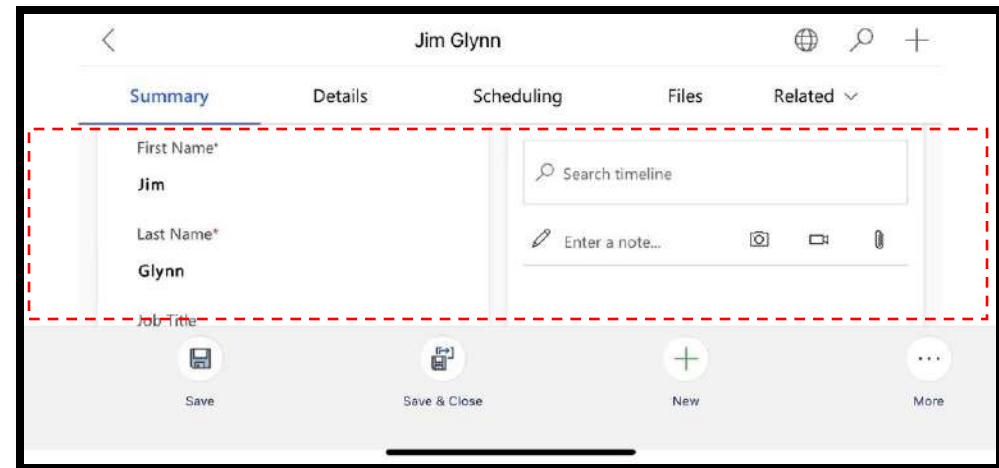 Jim Glynn
Summary Details Scheduling Files Related
First Name*
Jim
Last Name*
Glynn
Job Title
Search timeline
Enter a note...
Save Save & Close New More